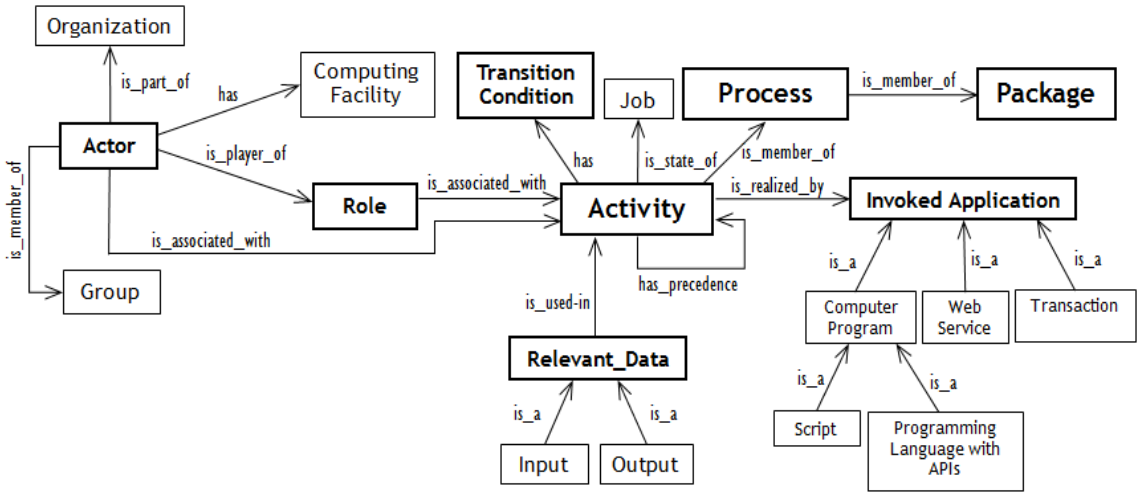 Organization
is_part_of
has
Computing
Facility
Actor
is_player_of
is_member_of
Role
is_associated_with
is_associated_with
Group
Transition
Condition
has
Job
is_state_of
Process
is_member_of
is_member_of
Package
Activity
has_precedence
is_realized_by
Invoked Application
is_a
is_a
is_a
Computer
Program
Web
Service
Transaction
is_a
is_a
Script
Programming
Language with
APIs
is_used-in
Relevant_Data
is_a
is_a
Input
Output